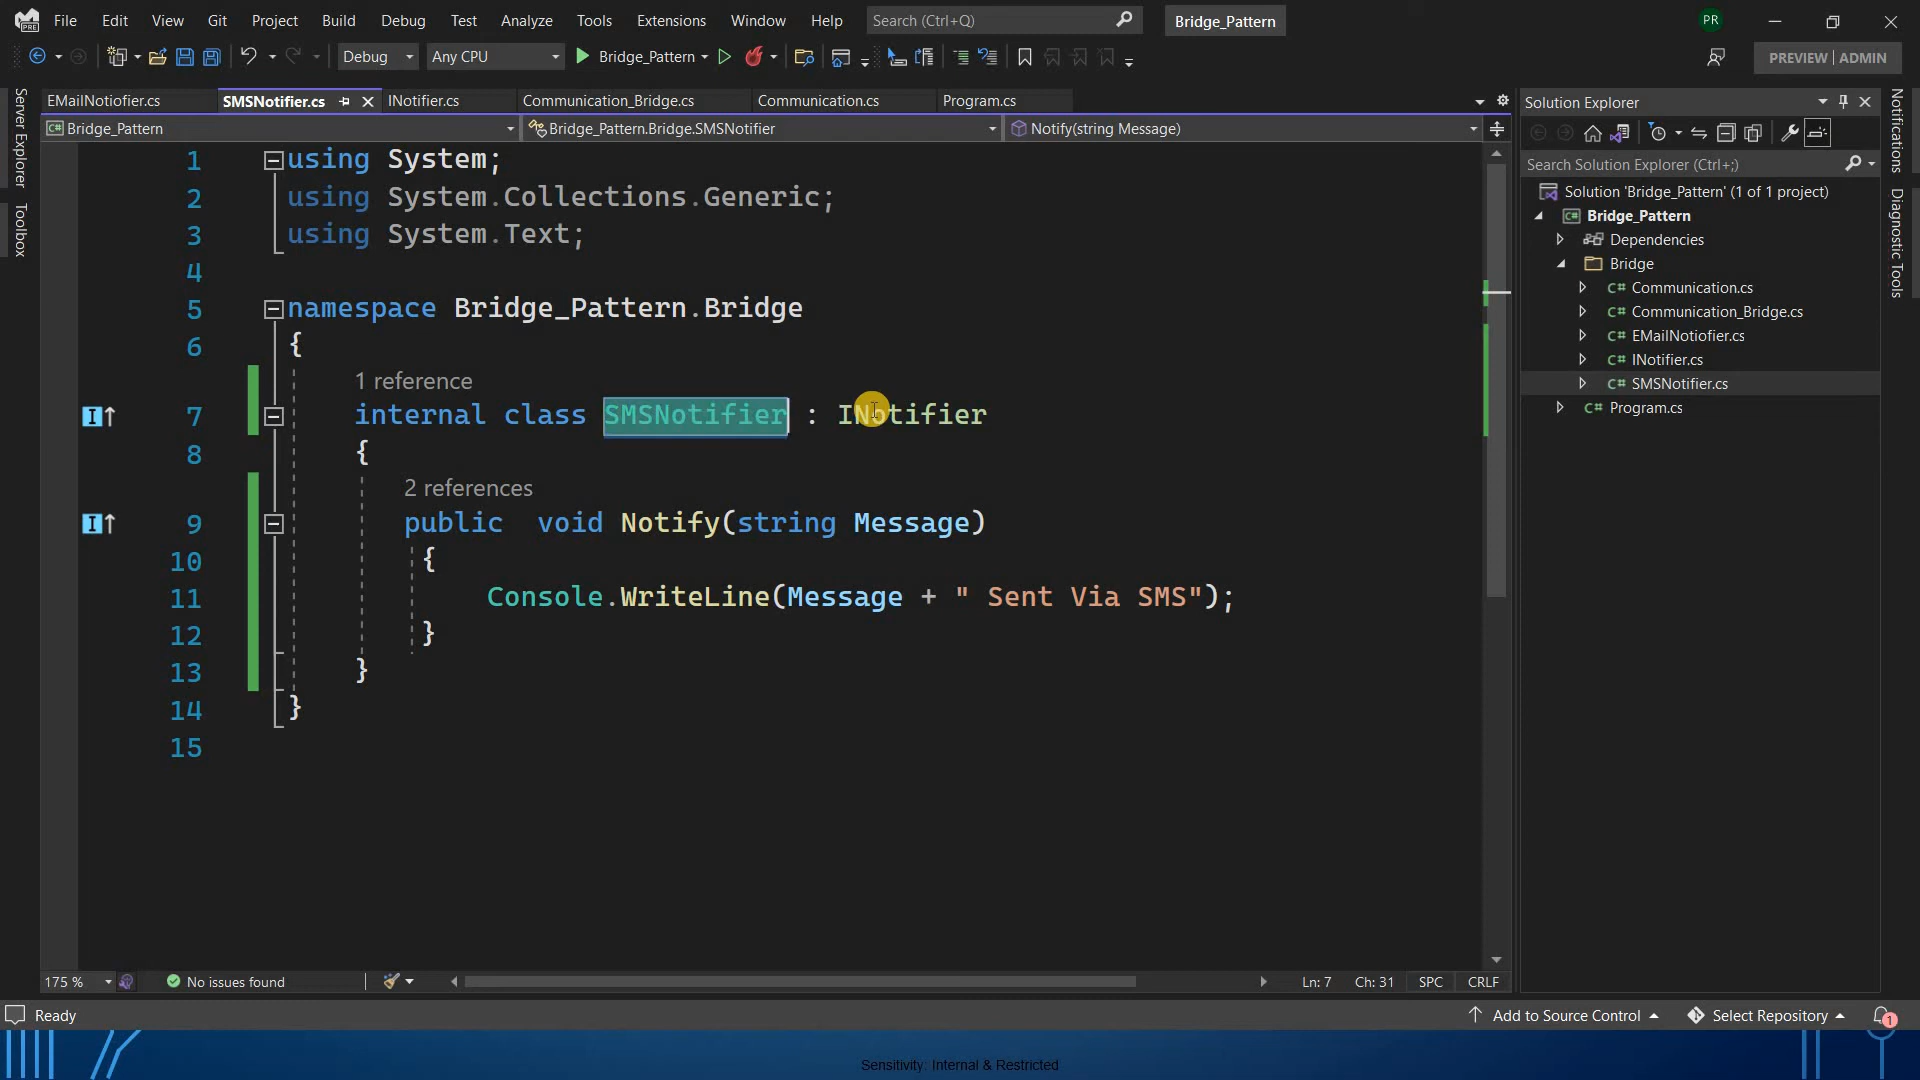 File Edit View Git Project Build Debug Test Analyze Tools Extensions Window Help Search (Ctrl+Q) Bridge_Pattern PR
Debug Any CPU Bridge_Pattern PREVIEW | ADMIN
Server Explorer
Toolbox
EMailNotiofier.cs SMSNotifier.cs INotifier.cs Communication_Bridge.cs Communication.cs Program.cs
Bridge_Pattern Bridge_Pattern.Bridge.SMSNotifier Notify(string Message)
1 using System;
2 using System.Collections.Generic;
3 using System.Text;
4
5 namespace Bridge_Pattern.Bridge
6 {
1 reference
7 internal class SMSNotifier : INotifier
8 {
2 references
9 public  void Notify(string Message)
10 {
11 Console.WriteLine(Message + " Sent Via SMS");
12 }
13 }
14 }
15
175 % No issues found Ln: 7 Ch: 31 SPC CRLF
Solution Explorer
Search Solution Explorer (Ctrl+;)
Solution 'Bridge_Pattern' (1 of 1 project)
Bridge_Pattern
Dependencies
Bridge
Communication.cs
Communication_Bridge.cs
EMailNotiofier.cs
INotifier.cs
SMSNotifier.cs
Program.cs
Notifications
Diagnostic Tools
Ready Add to Source Control Select Repository 1
Sensitivity: Internal & Restricted